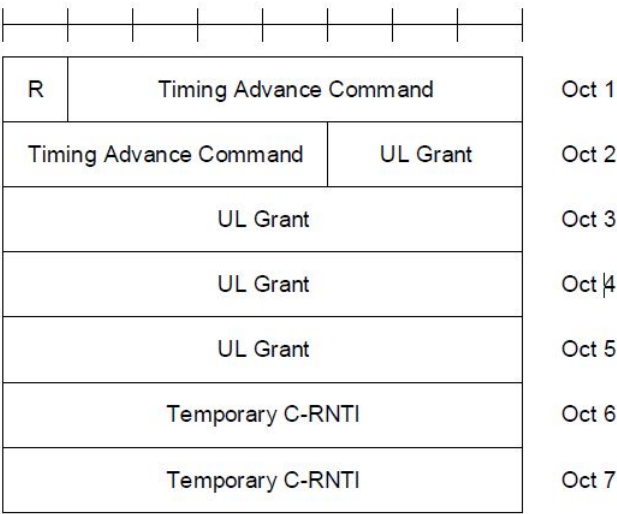 R Timing Advance Command Oct 1
Timing Advance Command UL Grant Oct 2
UL Grant Oct 3
UL Grant Oct 4
UL Grant Oct 5
Temporary C-RNTI Oct 6
Temporary C-RNTI Oct 7